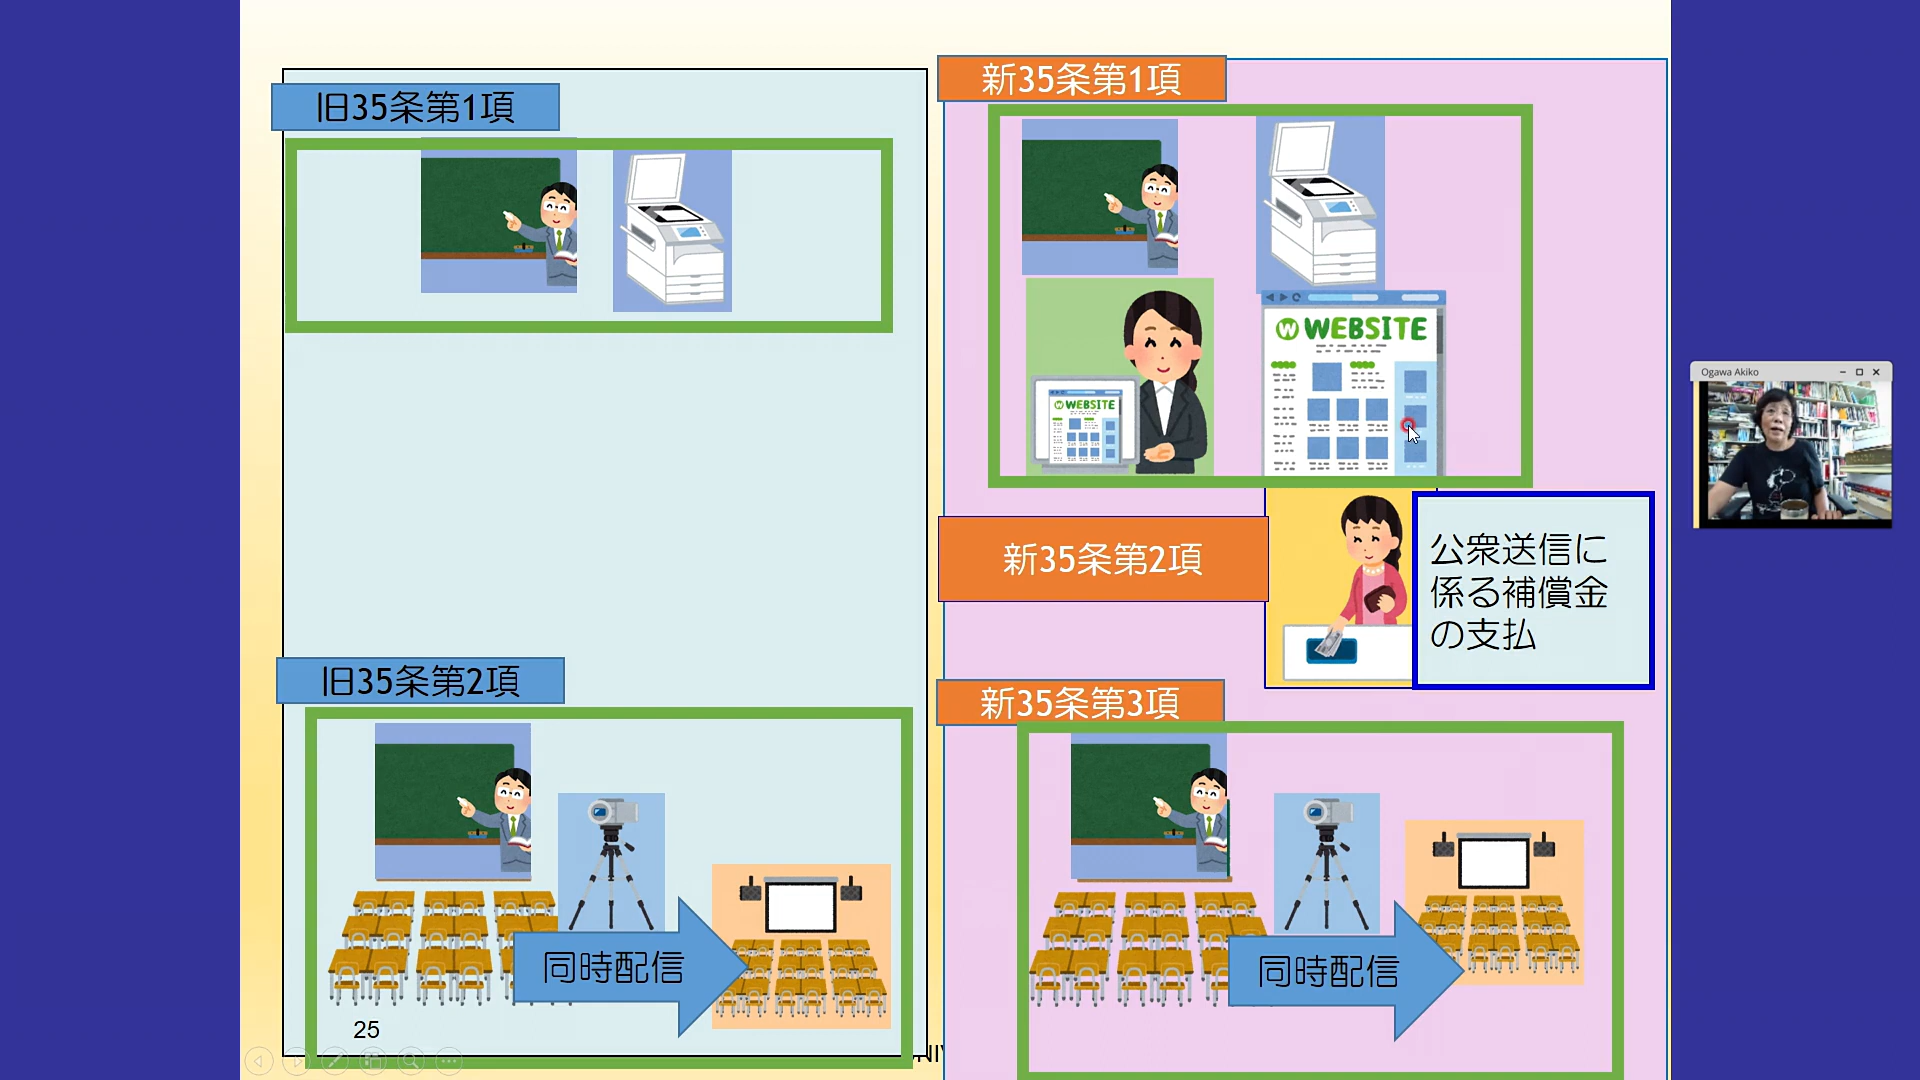 旧35条第1項
旧35条第2項
同時配信
25
新35条第1項
WEBSITE
W WEBSITE
新35条第2項
公衆送信に
係る補償金
の支払
新35条第3項
同時配信
Ogawa Akiko